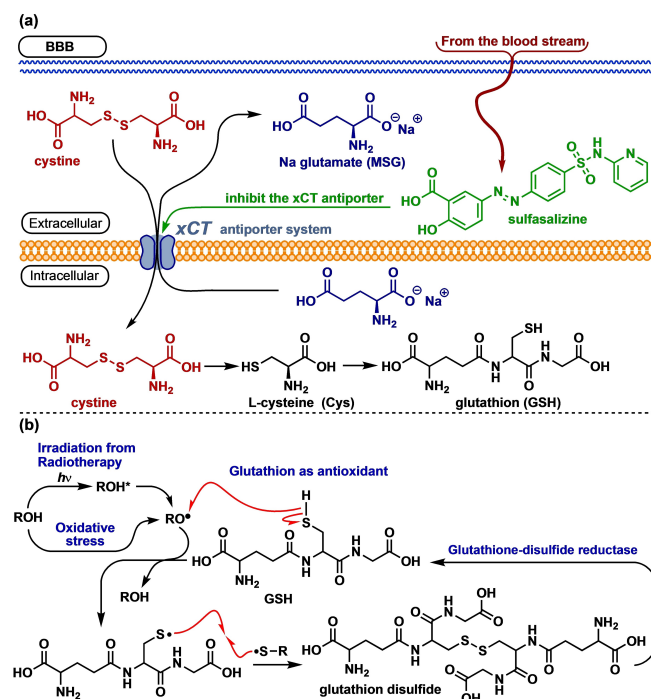 (a)
BBB
From the blood stream
NH2
O
HO
S
S
OH
O
NH2
cystine
O
HO
O
O⊖
Na⊕
NH2
Na glutamate (MSG)
O
HO
HO
N
N
O
S
O
H
N
N
sulfasalizine
inhibit the xCT antiporter
Extracellular
xCT antiporter system
Intracellular
O
HO
O
O⊖
Na⊕
NH2
NH2
HO
O
S
S
O
OH
NH2
cystine
HS
O
OH
NH2
L-cysteine (Cys)
SH
O
HO
NH2
O
N
H
H
N
O
O
OH
glutathion (GSH)
(b)
Irradiation from
Radiotherapy
hν
ROH*
ROH
Oxidative
stress
RO•
ROH
Glutathion as antioxidant
H
S
O
HO
NH2
O
N
H
H
N
O
O
OH
GSH
Glutathione-disulfide reductase
S•
•S–R
O
HO
NH2
O
N
H
H
N
O
O
OH
O
HO
NH2
O
N
H
O
H
N
O
OH
S
S
O
N
H
O
OH
H
N
O
NH2
OH
O
glutathion disulfide